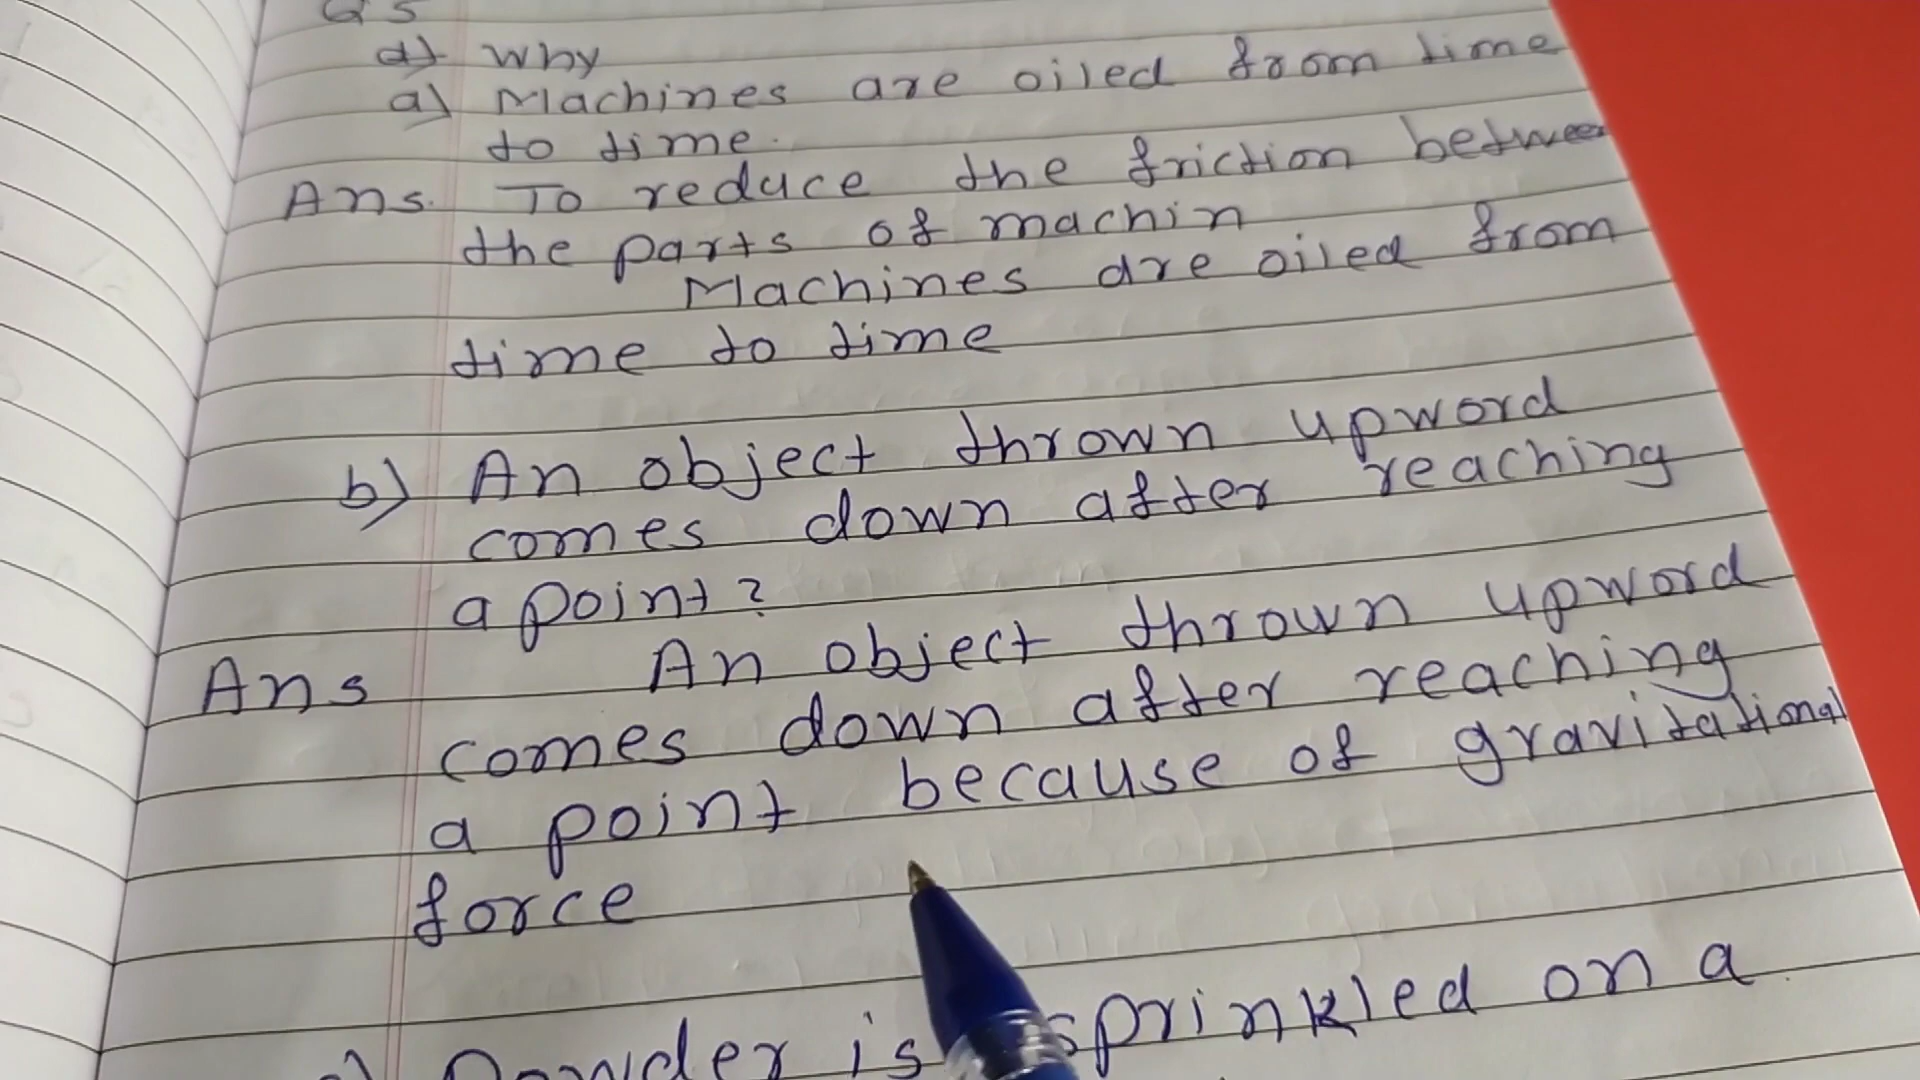 Q5
a) Why
a) Machines are oiled from time
to time.
Ans. To reduce the friction between
the parts of machin
Machines are oiled from
time to time
b) An object thrown upword
comes down after reaching
a point?
Ans An object thrown upword
comes down after reaching
a point because of gravitational
force
Powder is sprinkled on a